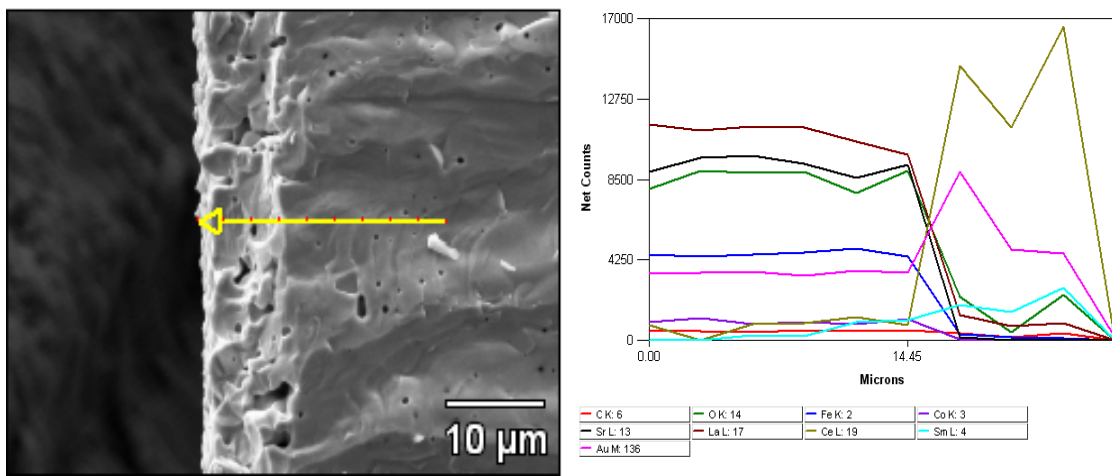 10 µm
17000
12750
8500
4250
0
Net Counts
0.00 14.45
Microns
C K: 6 O K: 14 Fe K: 2 Co K: 3
Sr L: 13 La L: 17 Ce L: 19 Sm L: 4
Au M: 136